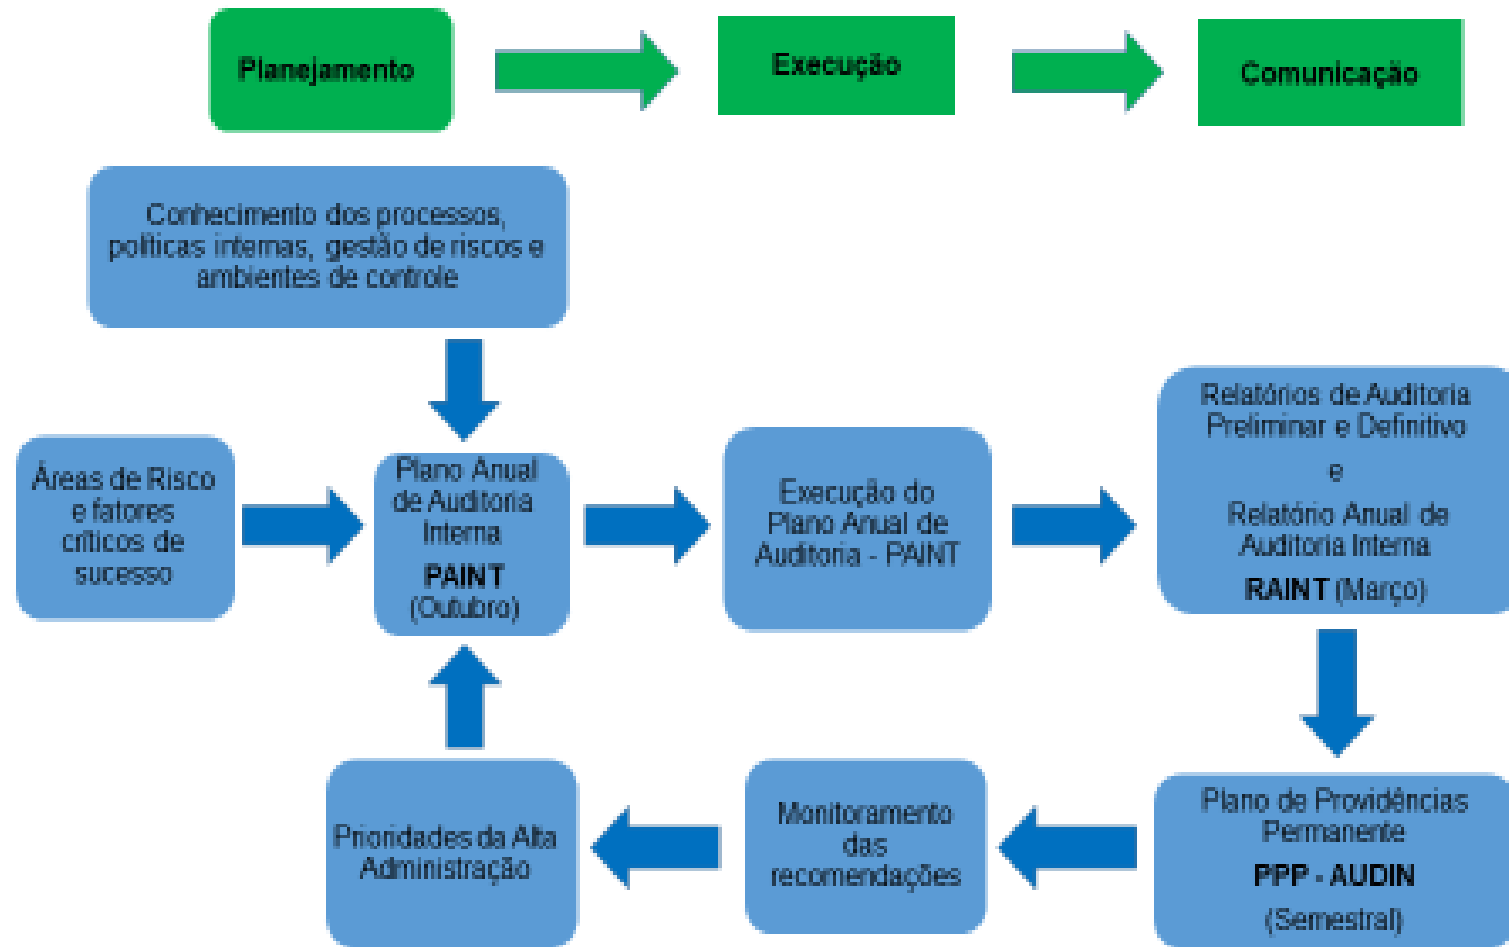 Planejamento
Execução
Comunicação
Conhecimento dos processos,
políticas internas, gestão de riscos e
ambientes de controle
Áreas de Risco
e fatores
críticos de
sucesso
Plano Anual
de Auditoria
Interna
PAINT
(Outubro)
Execução do
Plano Anual de
Auditoria - PAINT
Relatórios de Auditoria
Preliminar e Definitivo
e
Relatório Anual de
Auditoria Interna
RAINT (Março)
Prioridades da Alta
Administração
Monitoramento
das
recomendações
Plano de Providências
Permanente
PPP - AUDIN
(Semestral)